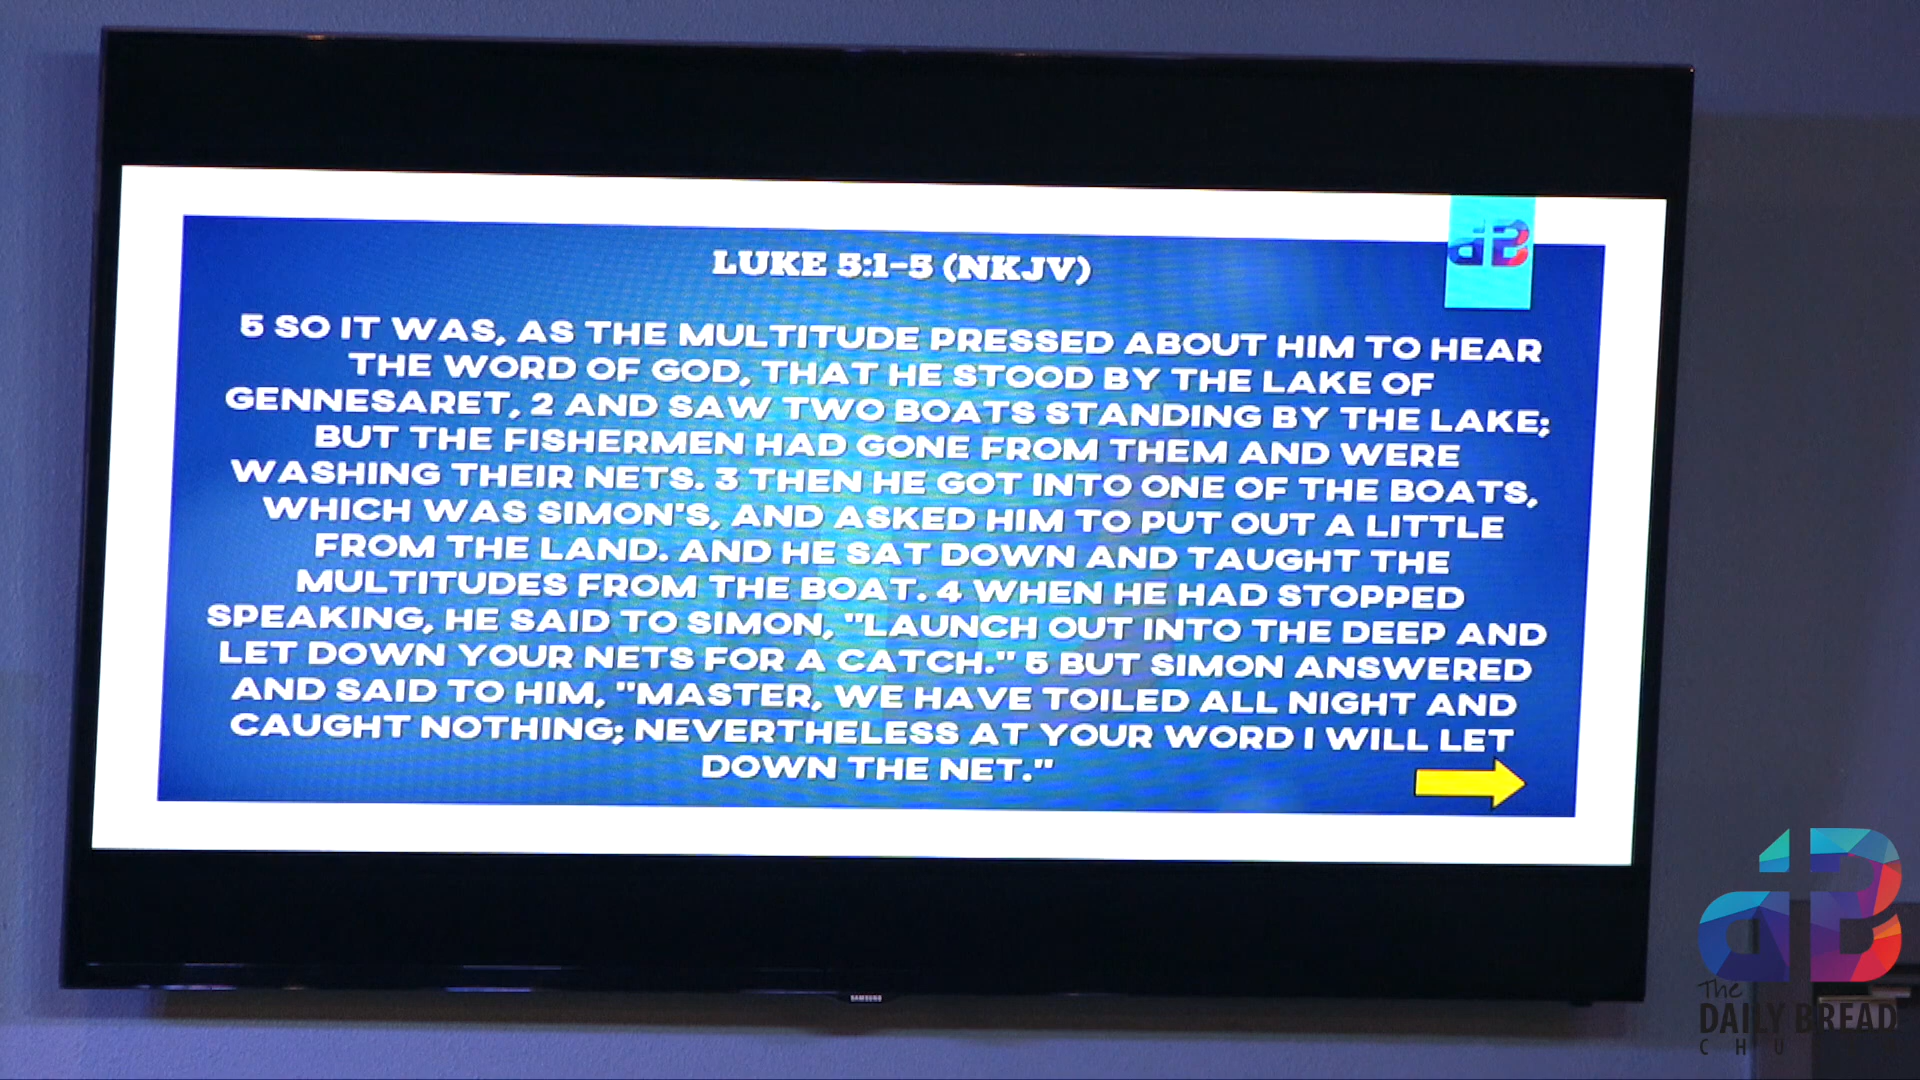 LUKE 5:1-5 (NKJV)
dB
5 SO IT WAS, AS THE MULTITUDE PRESSED ABOUT HIM TO HEAR
THE WORD OF GOD, THAT HE STOOD BY THE LAKE OF
GENNESARET, 2 AND SAW TWO BOATS STANDING BY THE LAKE;
BUT THE FISHERMEN HAD GONE FROM THEM AND WERE
WASHING THEIR NETS. 3 THEN HE GOT INTO ONE OF THE BOATS,
WHICH WAS SIMON'S, AND ASKED HIM TO PUT OUT A LITTLE
FROM THE LAND. AND HE SAT DOWN AND TAUGHT THE
MULTITUDES FROM THE BOAT. 4 WHEN HE HAD STOPPED
SPEAKING, HE SAID TO SIMON, "LAUNCH OUT INTO THE DEEP AND
LET DOWN YOUR NETS FOR A CATCH." 5 BUT SIMON ANSWERED
AND SAID TO HIM, "MASTER, WE HAVE TOILED ALL NIGHT AND
CAUGHT NOTHING; NEVERTHELESS AT YOUR WORD I WILL LET
DOWN THE NET."
SAMSUNG
dB
The
DAILY BREAD